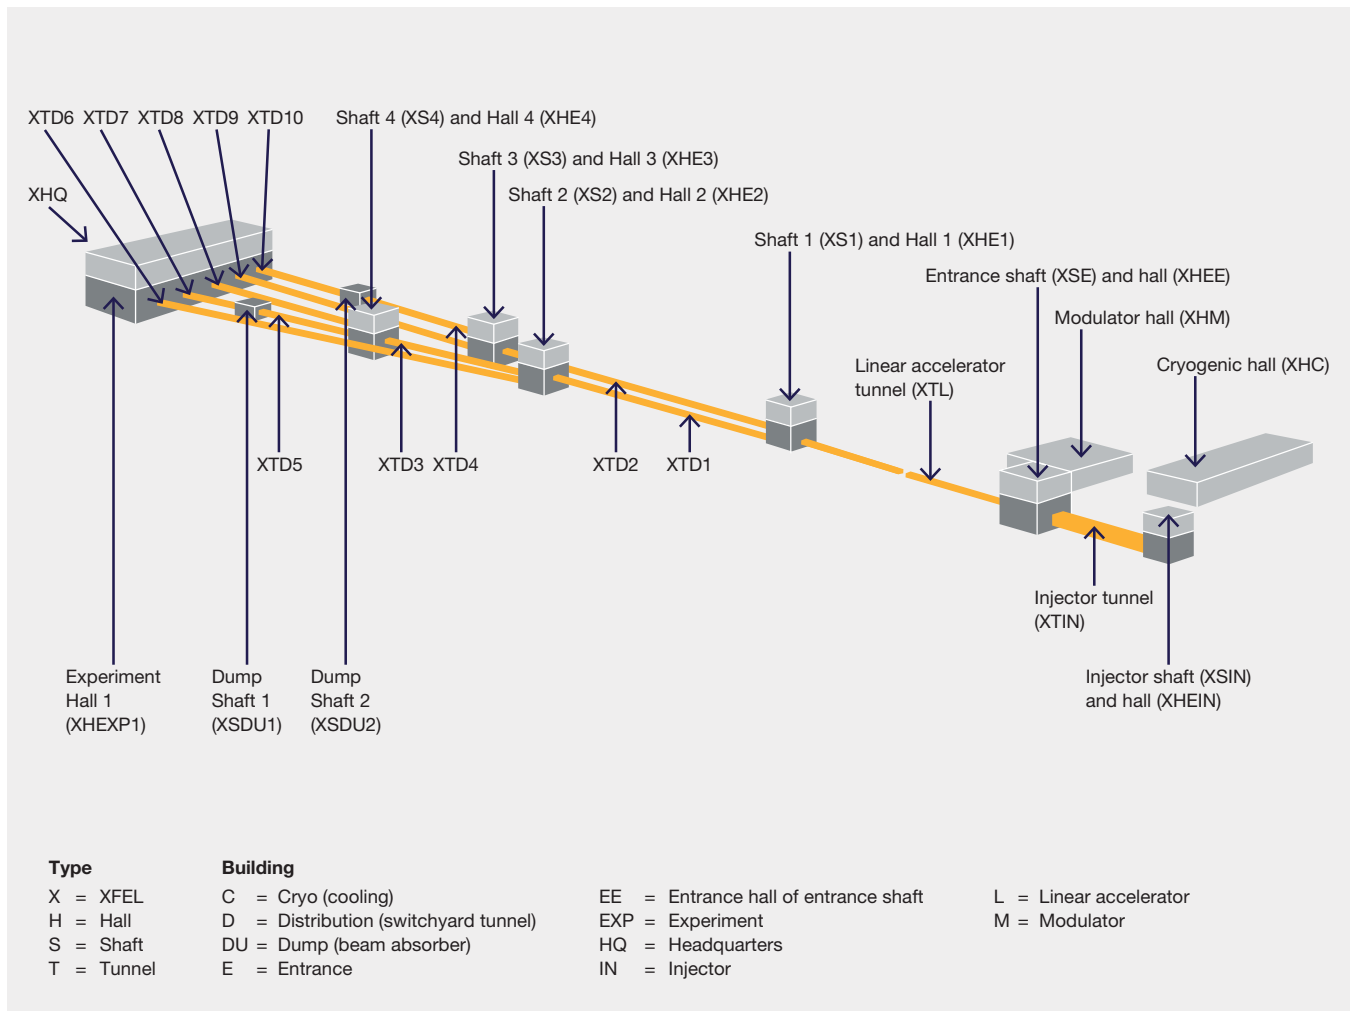 XTD6 XTD7 XTD8 XTD9 XTD10
Shaft 4 (XS4) and Hall 4 (XHE4)
Shaft 3 (XS3) and Hall 3 (XHE3)
XHQ
Shaft 2 (XS2) and Hall 2 (XHE2)
Shaft 1 (XS1) and Hall 1 (XHE1)
Entrance shaft (XSE) and hall (XHEE)
Modulator hall (XHM)
Linear accelerator
tunnel (XTL)
Cryogenic hall (XHC)
XTD5
XTD3 XTD4
XTD2
XTD1
Injector tunnel
(XTIN)
Experiment
Hall 1
(XHEXP1)
Dump
Shaft 1
(XSDU1)
Dump
Shaft 2
(XSDU2)
Injector shaft (XSIN)
and hall (XHEIN)
Type
X = XFEL
H = Hall
S = Shaft
T = Tunnel
Building
C = Cryo (cooling)
D = Distribution (switchyard tunnel)
DU = Dump (beam absorber)
E = Entrance
EE = Entrance hall of entrance shaft
EXP = Experiment
HQ = Headquarters
IN = Injector
L = Linear accelerator
M = Modulator